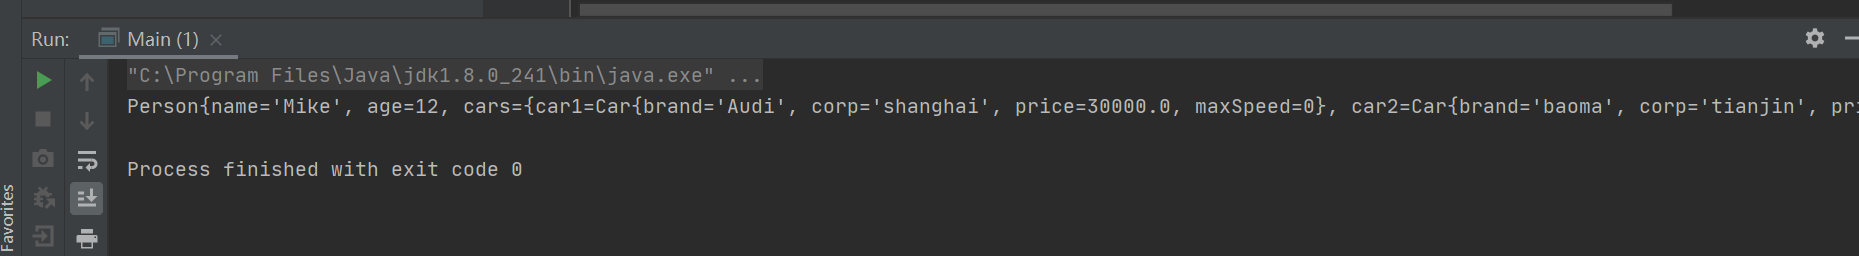 Run: Main (1)
"C:\Program Files\Java\jdk1.8.0_241\bin\java.exe" ...
Person{name='Mike', age=12, cars={car1=Car{brand='Audi', corp='shanghai', price=30000.0, maxSpeed=0}, car2=Car{brand='baoma', corp='tianjin', pri
Process finished with exit code 0
Favorites